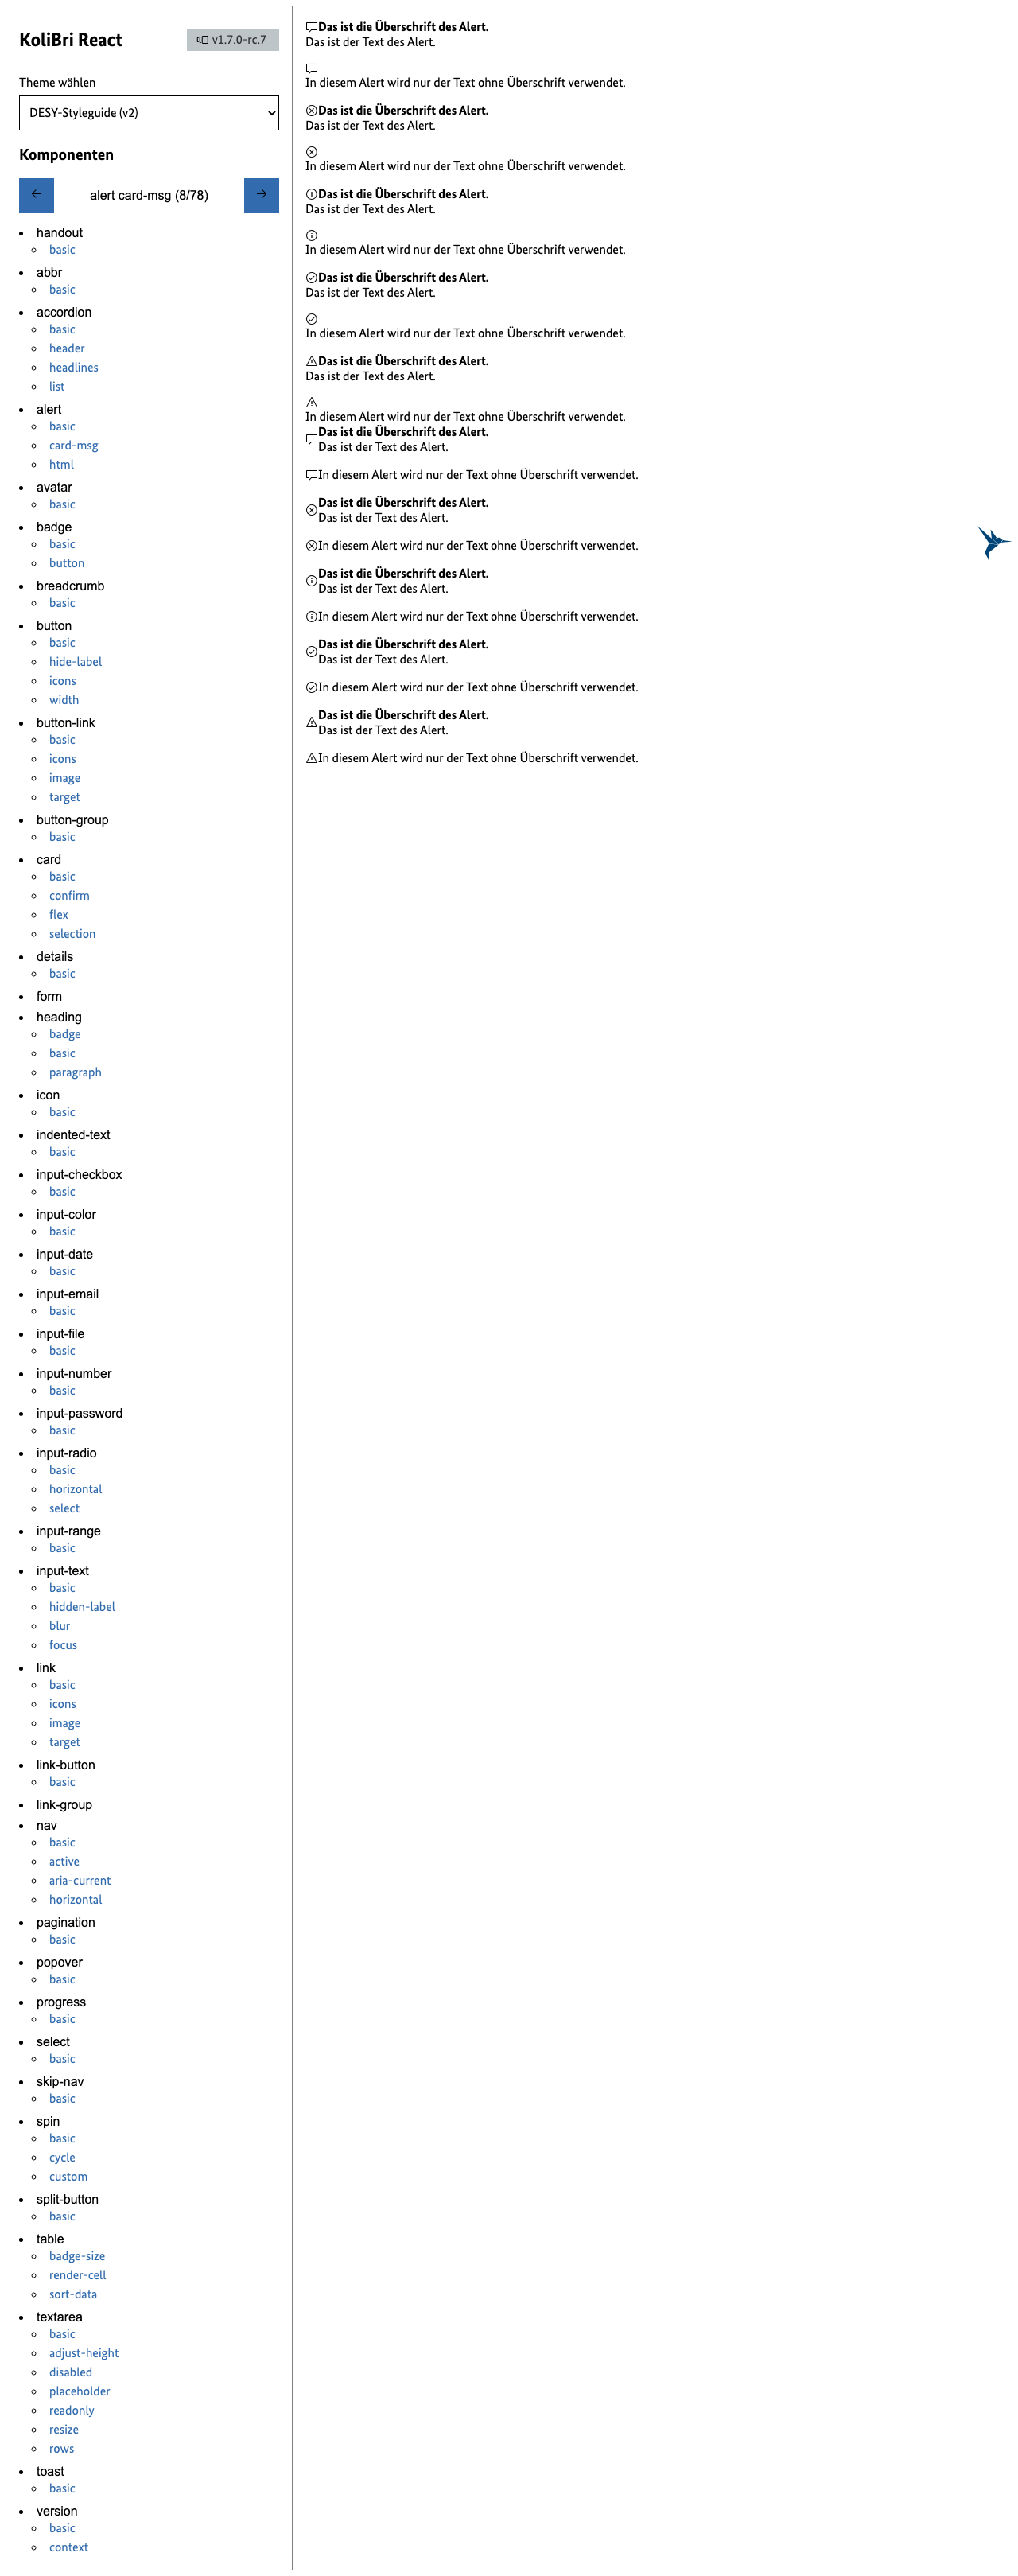 KoliBri React
v1.7.0-rc.7
Theme wählen
DESY-Styleguide (v2)
Komponenten
alert card-msg (8/78)
handout
basic
abbr
basic
accordion
basic
header
headlines
list
alert
basic
card-msg
html
avatar
basic
badge
basic
button
breadcrumb
basic
button
basic
hide-label
icons
width
button-link
basic
icons
image
target
button-group
basic
card
basic
confirm
flex
selection
details
basic
form
heading
badge
basic
paragraph
icon
basic
indented-text
basic
input-checkbox
basic
input-color
basic
input-date
basic
input-email
basic
input-file
basic
input-number
basic
input-password
basic
input-radio
basic
horizontal
select
input-range
basic
input-text
basic
hidden-label
blur
focus
link
basic
icons
image
target
link-button
basic
link-group
nav
basic
active
aria-current
horizontal
pagination
basic
popover
basic
progress
basic
select
basic
skip-nav
basic
spin
basic
cycle
custom
split-button
basic
table
badge-size
render-cell
sort-data
textarea
basic
adjust-height
disabled
placeholder
readonly
resize
rows
toast
basic
version
basic
context
Das ist die Überschrift des Alert.
Das ist der Text des Alert.
In diesem Alert wird nur der Text ohne Überschrift verwendet.
Das ist die Überschrift des Alert.
Das ist der Text des Alert.
In diesem Alert wird nur der Text ohne Überschrift verwendet.
Das ist die Überschrift des Alert.
Das ist der Text des Alert.
In diesem Alert wird nur der Text ohne Überschrift verwendet.
Das ist die Überschrift des Alert.
Das ist der Text des Alert.
In diesem Alert wird nur der Text ohne Überschrift verwendet.
Das ist die Überschrift des Alert.
Das ist der Text des Alert.
In diesem Alert wird nur der Text ohne Überschrift verwendet.
Das ist die Überschrift des Alert.
Das ist der Text des Alert.
In diesem Alert wird nur der Text ohne Überschrift verwendet.
Das ist die Überschrift des Alert.
Das ist der Text des Alert.
In diesem Alert wird nur der Text ohne Überschrift verwendet.
Das ist die Überschrift des Alert.
Das ist der Text des Alert.
In diesem Alert wird nur der Text ohne Überschrift verwendet.
Das ist die Überschrift des Alert.
Das ist der Text des Alert.
In diesem Alert wird nur der Text ohne Überschrift verwendet.
Das ist die Überschrift des Alert.
Das ist der Text des Alert.
In diesem Alert wird nur der Text ohne Überschrift verwendet.